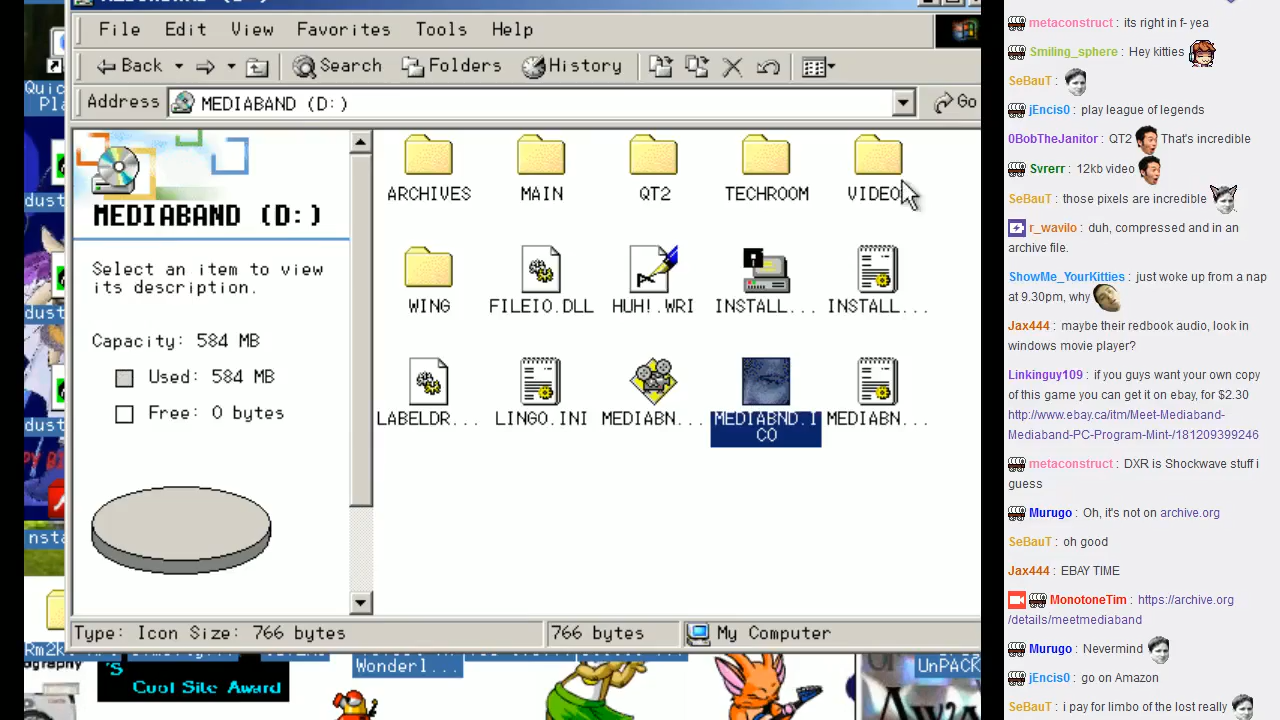 File Edit View Favorites Tools Help
Back Search Folders History
Address MEDIABAND (D:) Go
MEDIABAND (D:)
Select an item to view
its description.
Capacity: 584 MB
Used: 584 MB
Free: 0 bytes
ARCHIVES MAIN QT2 TECHROOM VIDEO
WING FILEIO.DLL HUH!.WRI INSTALL... INSTALL...
LABELDR... LINGO.INI MEDIABN... MEDIABND.I MEDIABN...
CO
Type: Icon Size: 766 bytes 766 bytes My Computer
Quic
Pl
dust
dust
dust
nsta
Wonderl...
UnPACK
'S
Cool Site Award
metaconstruct : its right in f- yea
Smiling_sphere : Hey kitties
SeBauT :
jEncis0 : play league of legends
0BobTheJanitor : QT2 That's incredible
Svrerr : 12kb video
SeBauT : those pixels are incredible
r_wavilo : duh, compressed and in an
archive file.
ShowMe_YourKitties : just woke up from a nap
at 9.30pm, why
Jax444 : maybe their redbook audio, look in
windows movie player?
Linkinguy109 : if you guys want your own copy
of this game you can get it on ebay, for $2.30
http://www.ebay.ca/itm/Meet-Mediaband-
PC-Program-Mint-/181209399246
metaconstruct : DXR is Shockwave stuff i
guess
Murugo : Oh, it's not on archive.org
SeBauT : oh good
Jax444 : EBAY TIME
MonotoneTim : https://archive.org
/details/meetmediaband
Murugo : Nevermind
jEncis0 : go on Amazon
SeBauT : i pay for limbo of the lost really